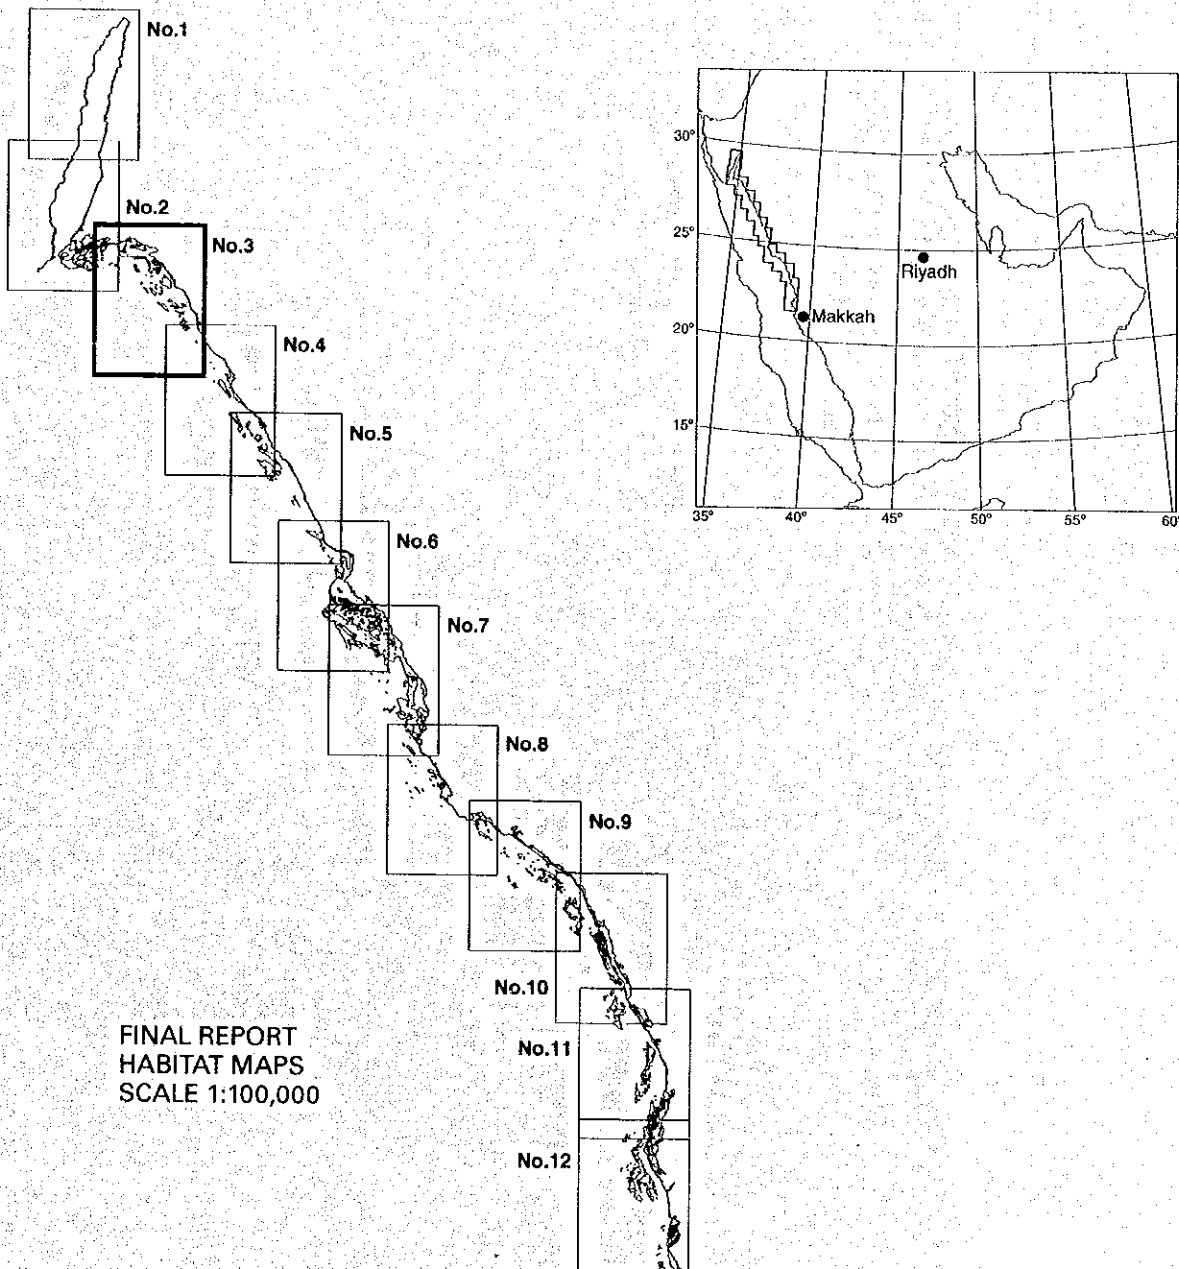 No.1
No.2
No.3
No.4
No.5
No.6
No.7
No.8
No.9
No.10
No.11
No.12
30°
25°
20°
15°
35°
40°
45°
50°
55°
60°
Riyadh
Makkah
FINAL REPORT
HABITAT MAPS
SCALE 1:100,000